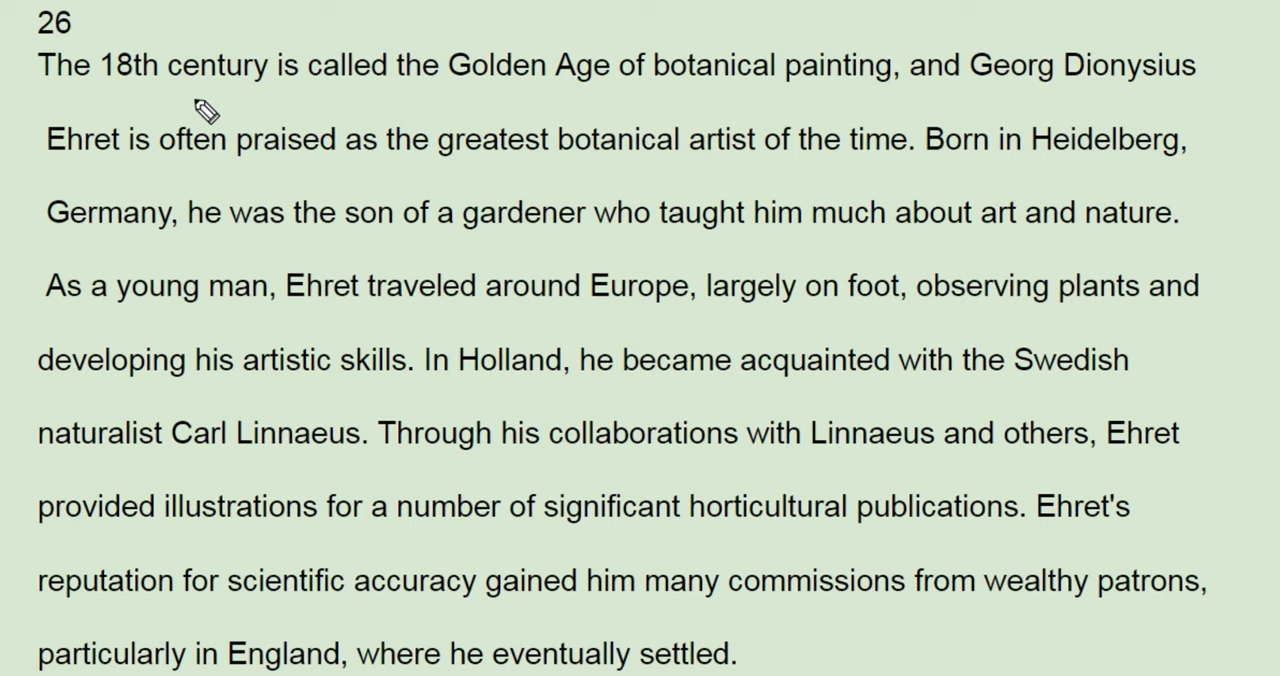 26
The 18th century is called the Golden Age of botanical painting, and Georg Dionysius
Ehret is often praised as the greatest botanical artist of the time. Born in Heidelberg,
Germany, he was the son of a gardener who taught him much about art and nature.
As a young man, Ehret traveled around Europe, largely on foot, observing plants and
developing his artistic skills. In Holland, he became acquainted with the Swedish
naturalist Carl Linnaeus. Through his collaborations with Linnaeus and others, Ehret
provided illustrations for a number of significant horticultural publications. Ehret's
reputation for scientific accuracy gained him many commissions from wealthy patrons,
particularly in England, where he eventually settled.